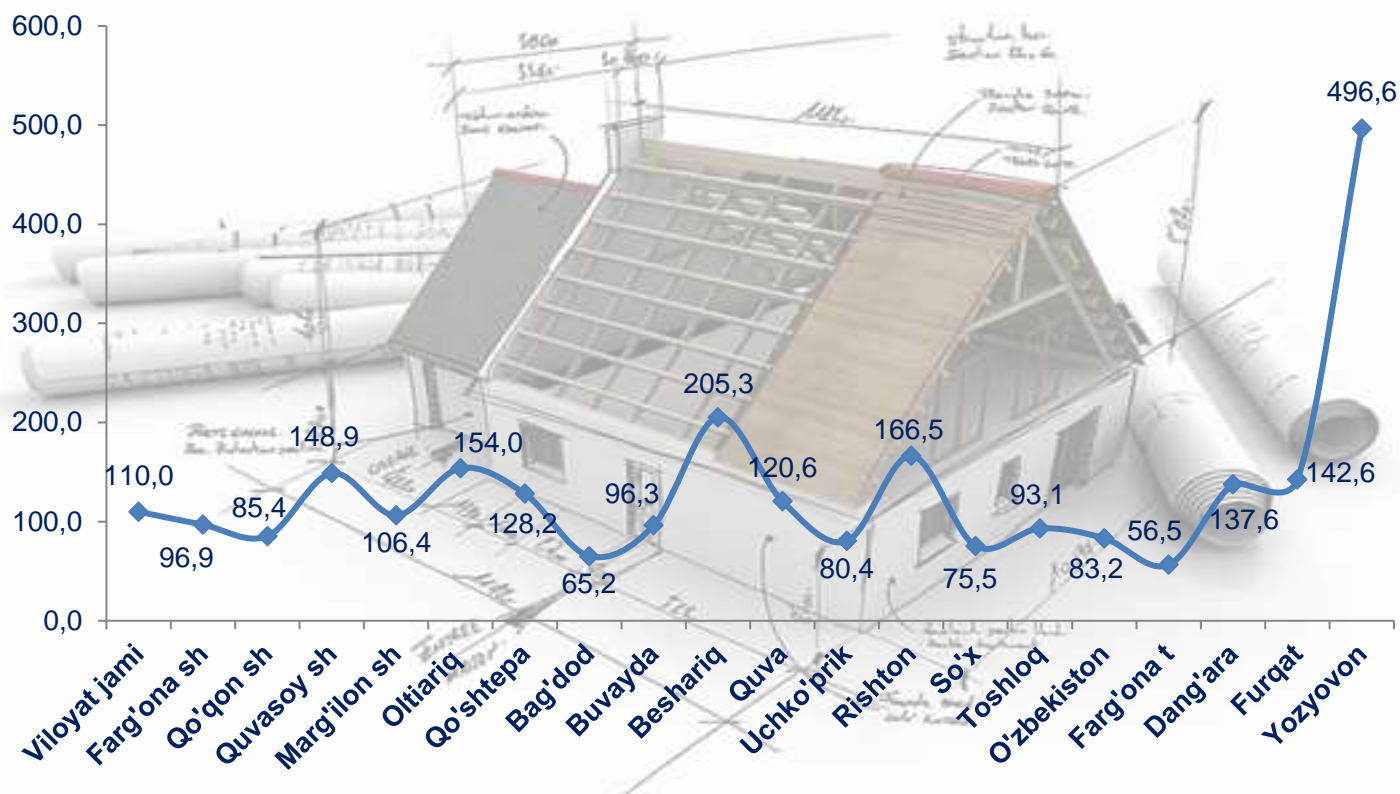 600,0
500,0
400,0
300,0
200,0
100,0
0,0
110,0
96,9
85,4
148,9
106,4
154,0
128,2
65,2
96,3
205,3
120,6
80,4
166,5
75,5
93,1
83,2
56,5
137,6
142,6
496,6
Viloyat jami
Farg'ona sh
Qo'qon sh
Quvasoy sh
Marg'ilon sh
Oltiariq
Qo'shtepa
Bag'dod
Buvayda
Beshariq
Quva
Uchko'prik
Rishton
So'x
Toshloq
O'zbekiston
Farg'ona t
Dang'ara
Furqat
Yozyovon